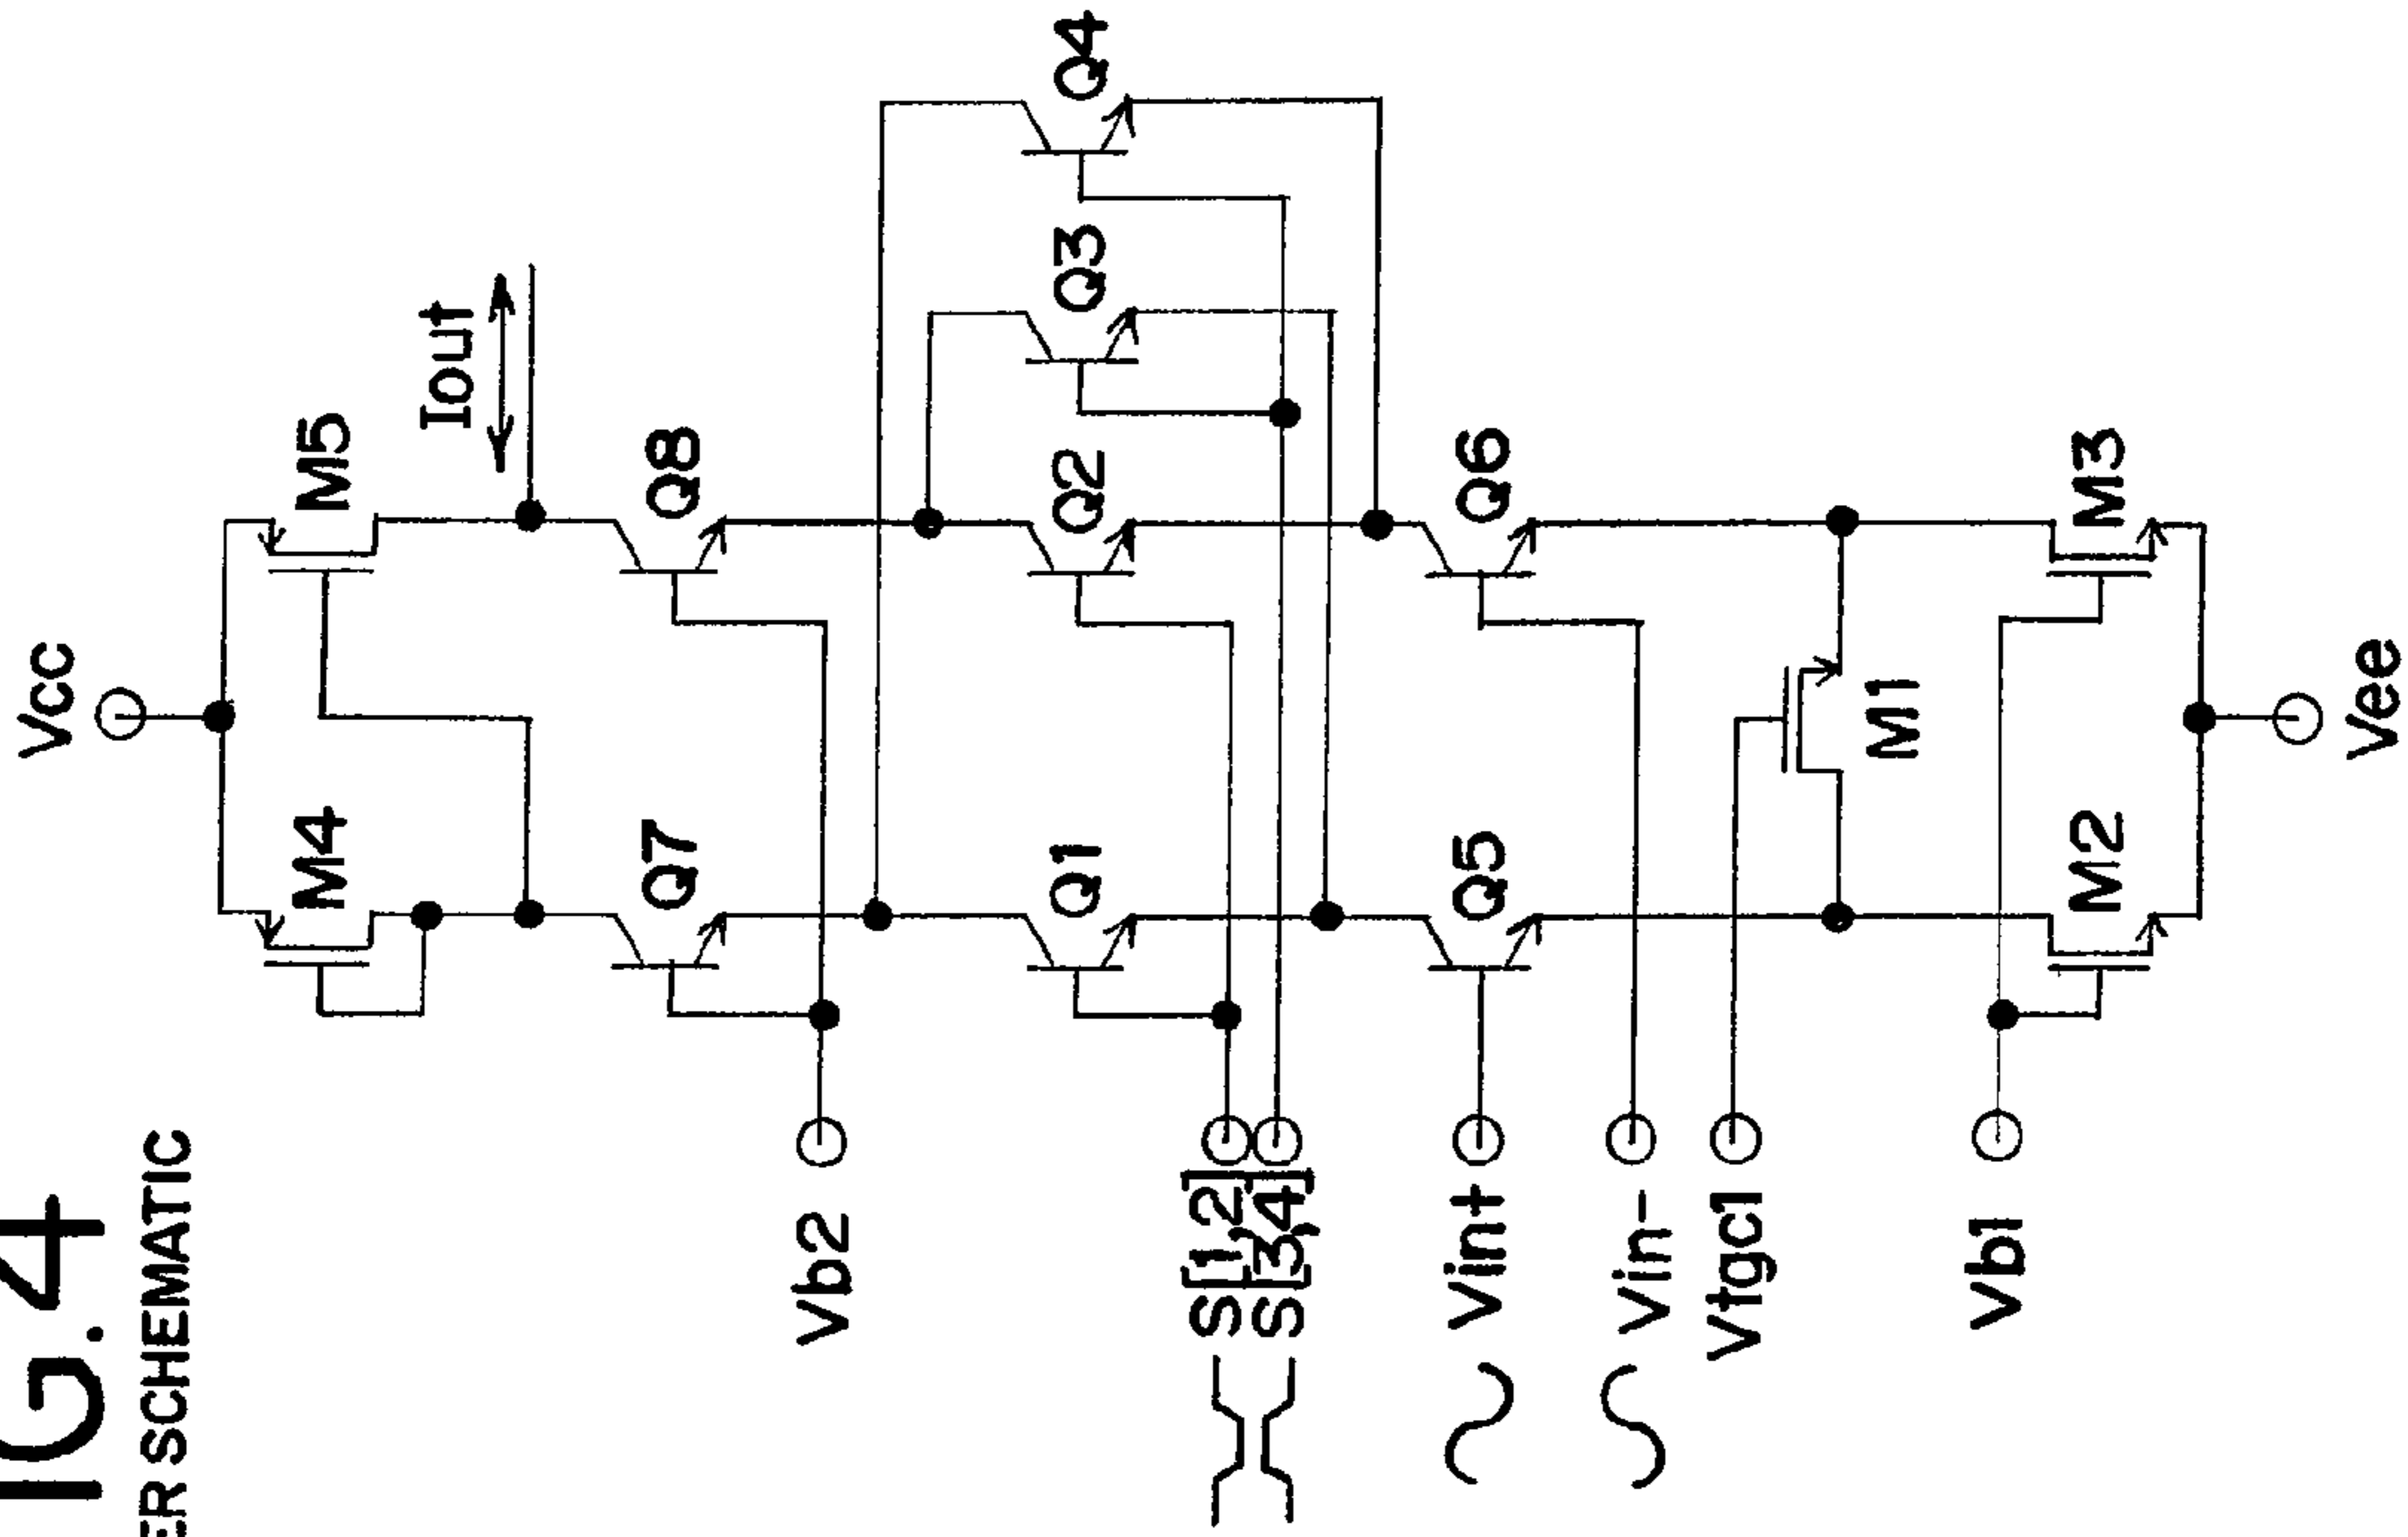 IG.4
ER SCHEMATIC
Vcc
M4
M5
Iout
Q7
Q8
Vb2
Q1
Q2
Q3
Q4
S[1,2]
S[3,4]
Vin+
Q5
Q6
Vin-
Vtgc1
M1
Vb1
M2
M3
Vee